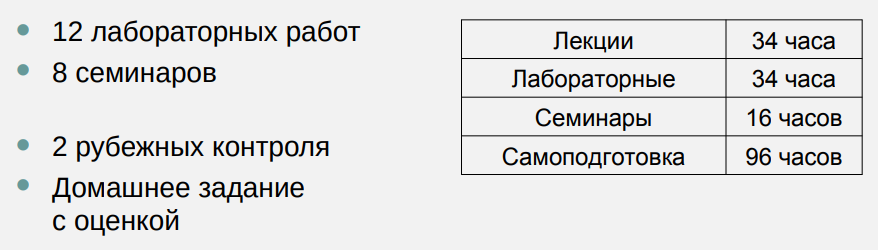 12 лабораторных работ
8 семинаров
2 рубежных контроля
Домашнее задание
с оценкой
Лекции 34 часа
Лабораторные 34 часа
Семинары 16 часов
Самоподготовка 96 часов